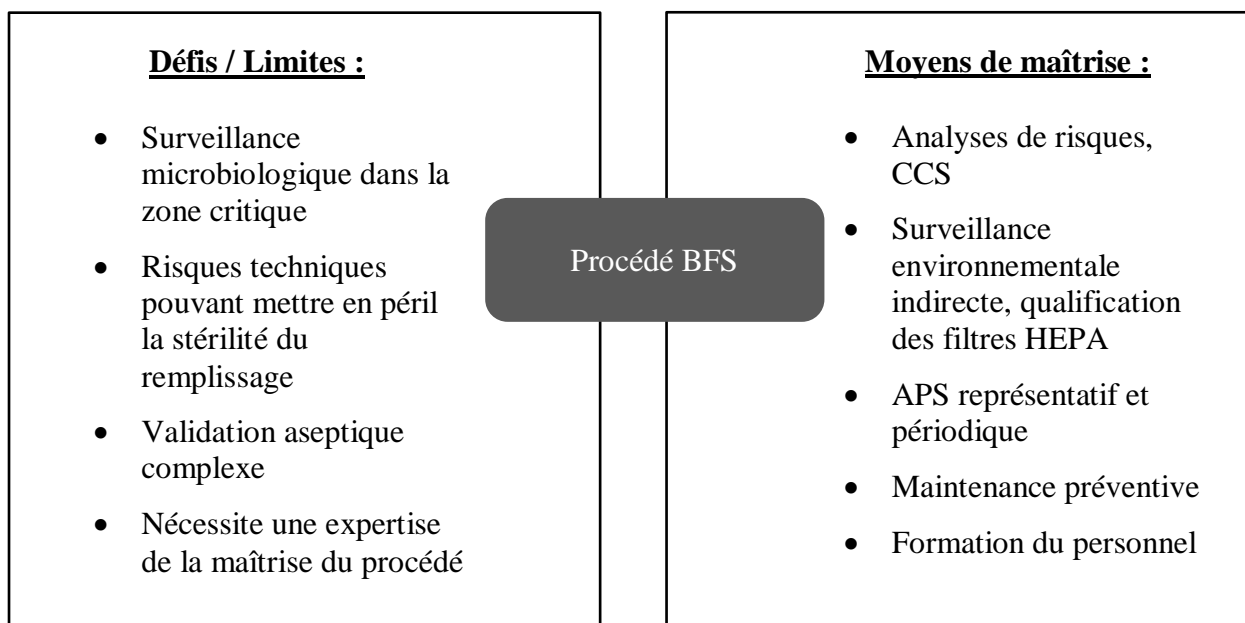 Défis / Limites :
• Surveillance
microbiologique dans la
zone critique
• Risques techniques
pouvant mettre en péril
la stérilité du
remplissage
• Validation aseptique
complexe
• Nécessite une expertise
de la maîtrise du procédé
Procédé BFS
Moyens de maîtrise :
• Analyses de risques,
CCS
• Surveillance
environnementale
indirecte, qualification
des filtres HEPA
• APS représentatif et
périodique
• Maintenance préventive
• Formation du personnel